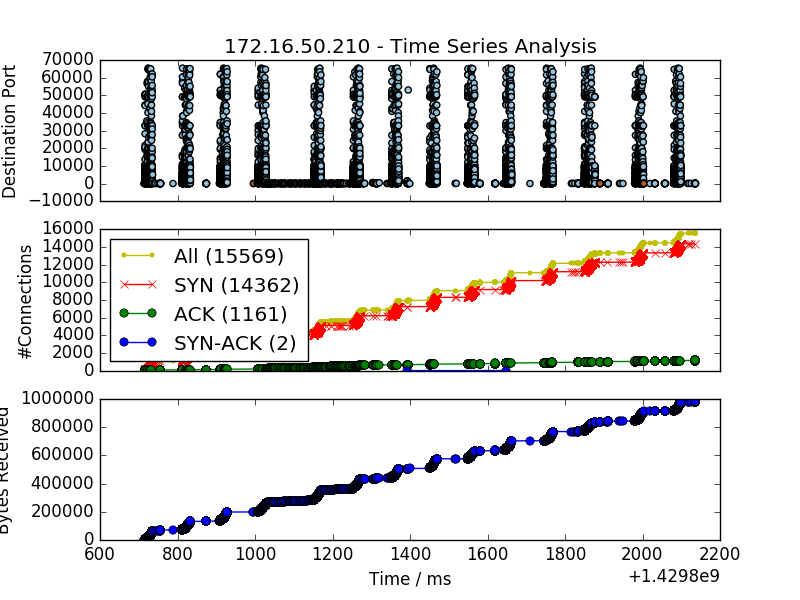 172.16.50.210 - Time Series Analysis
70000
60000
50000
40000
30000
20000
10000
0
−10000
Destination Port
16000
14000
12000
10000
8000
6000
4000
2000
0
#Connections
All (15569)
SYN (14362)
ACK (1161)
SYN-ACK (2)
1000000
800000
600000
400000
200000
0
Bytes Received
600 800 1000 1200 1400 1600 1800 2000 2200
Time / ms
+1.4298e9